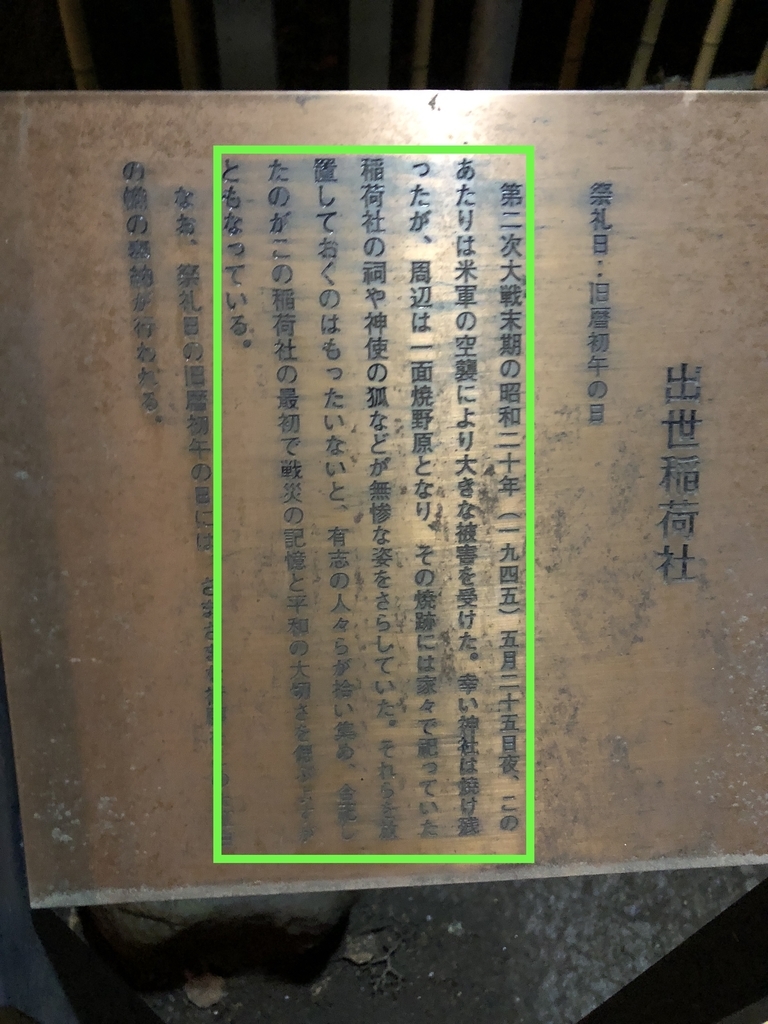 出世稲荷社
祭礼日：旧暦初午の日
第二次大戦末期の昭和二十年（一九四五）五月二十五日夜、この
あたりは米軍の空襲により大きな被害を受けた。幸い神社は焼け残
ったが、周辺は一面焼野原となり、その焼跡には家々で祀っていた
稲荷社の祠や神使の狐などが無惨な姿をさらしていた。それらを放
置しておくのはもったいないと、有志の人々らが拾い集め、合祀し
たのがこの稲荷社の最初で戦災の記憶と平和の大切さを
ともなっている。
なお、祭礼日の旧暦初午の日には、さまざまな
の幟の奉納が行われる。